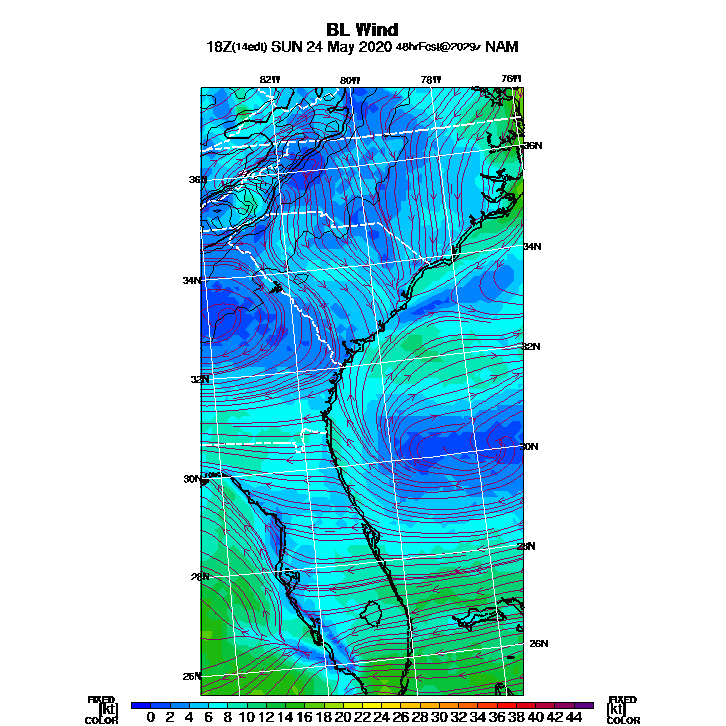 BL Wind
18Z(14edt) SUN 24 May 2020 48hrFcst@2029z NAM
82W 80W 78W 76W
36N
36N
34N
34N
32N
32N
30N
30N
28N
28N
26N
26N
FIXED FIXED
[kt] 0 2 4 6 8 10 12 14 16 18 20 22 24 26 28 30 32 34 36 38 40 42 44 [kt]
COLOR COLOR